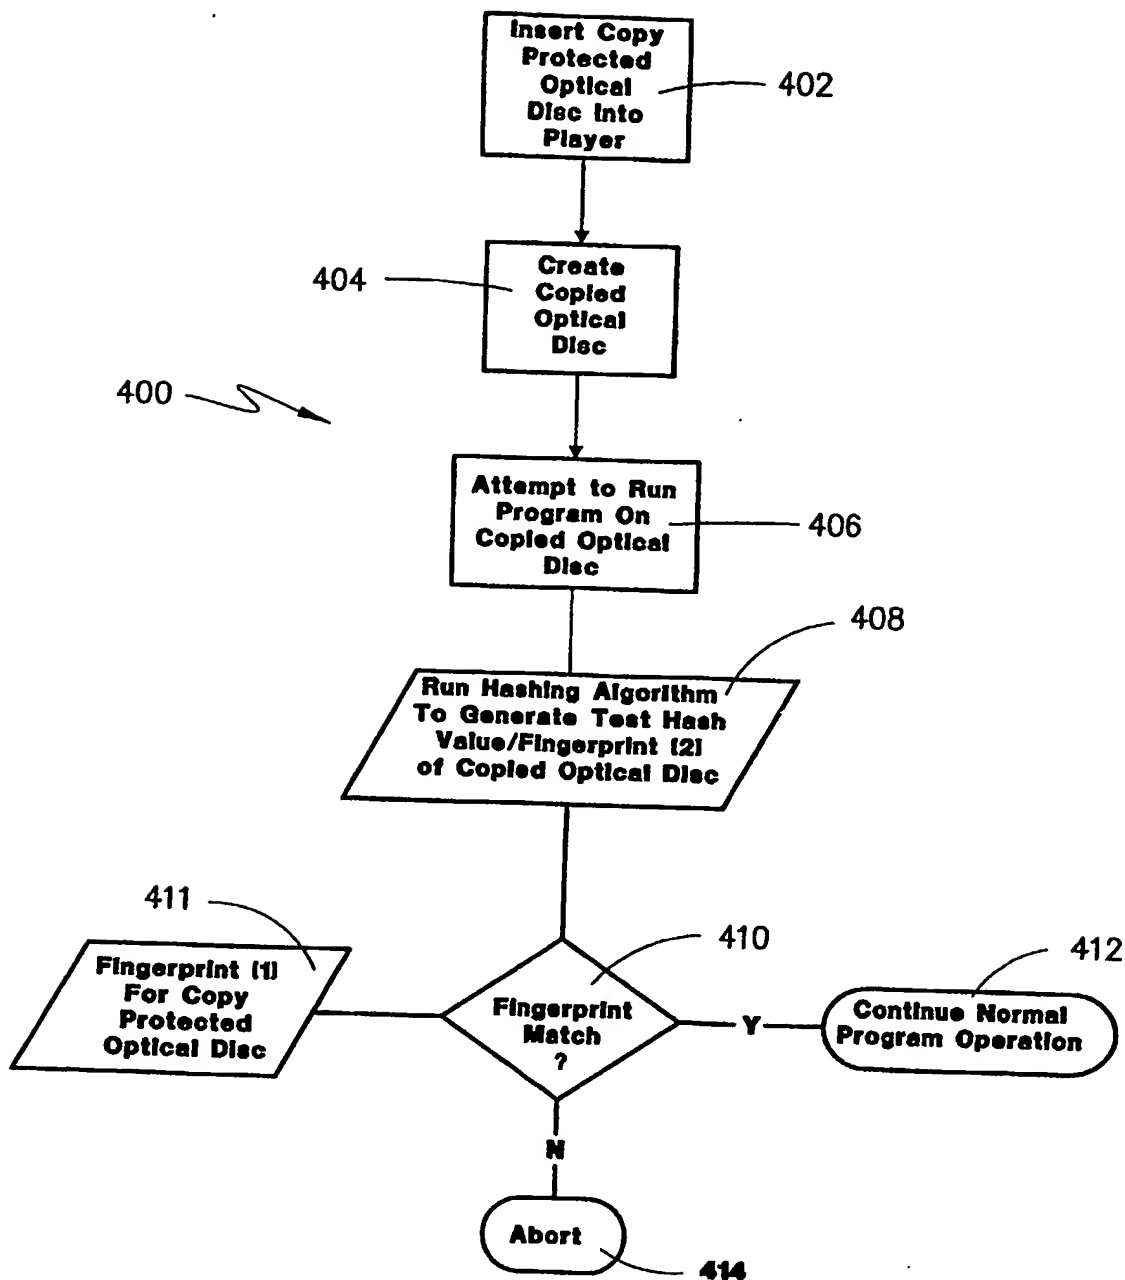 Insert Copy
Protected
Optical
Disc Into
Player
402
404
Create
Copied
Optical
Disc
400
Attempt to Run
Program On
Copied Optical
Disc
406
408
Run Hashing Algorithm
To Generate Test Hash
Value/Fingerprint [2]
of Copied Optical Disc
411
Fingerprint [1]
For Copy
Protected
Optical Disc
410
Fingerprint
Match
?
Y
412
Continue Normal
Program Operation
N
Abort
414